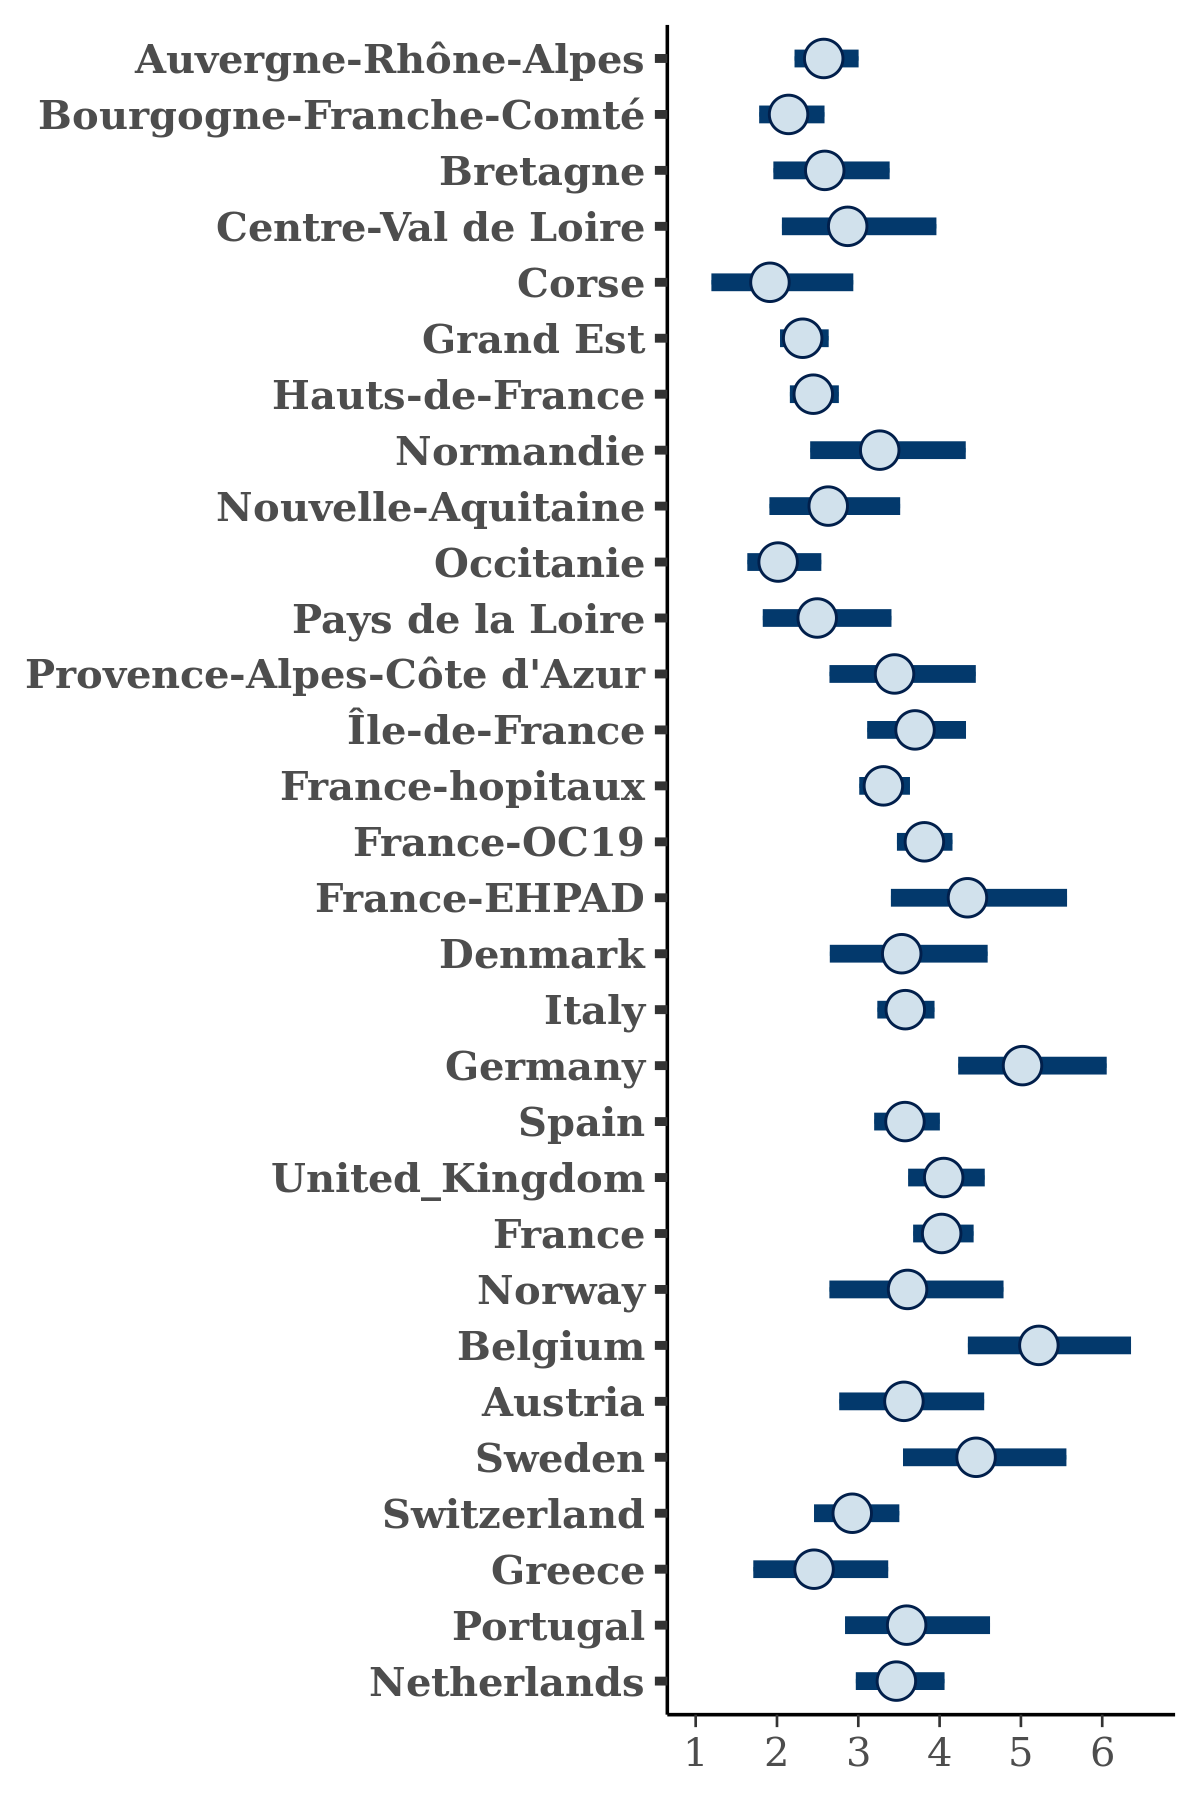 Auvergne-Rhône-Alpes
Bourgogne-Franche-Comté
Bretagne
Centre-Val de Loire
Corse
Grand Est
Hauts-de-France
Normandie
Nouvelle-Aquitaine
Occitanie
Pays de la Loire
Provence-Alpes-Côte d'Azur
Île-de-France
France-hopitaux
France-OC19
France-EHPAD
Denmark
Italy
Germany
Spain
United_Kingdom
France
Norway
Belgium
Austria
Sweden
Switzerland
Greece
Portugal
Netherlands
1 2 3 4 5 6